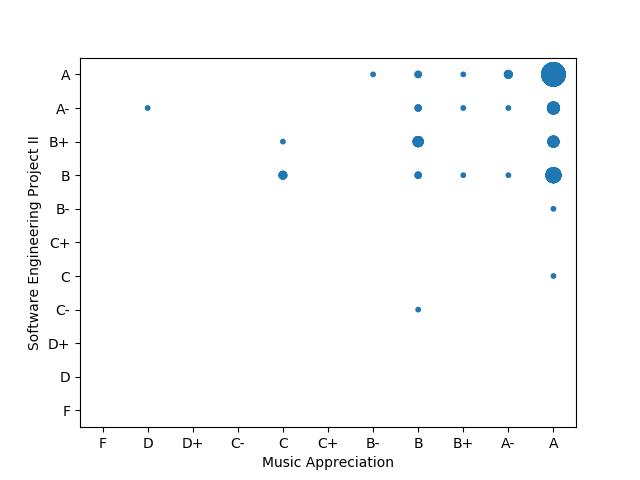 Software Engineering Project II
A
A-
B+
B
B-
C+
C
C-
D+
D
F
F D D+ C- C C+ B- B B+ A- A
Music Appreciation